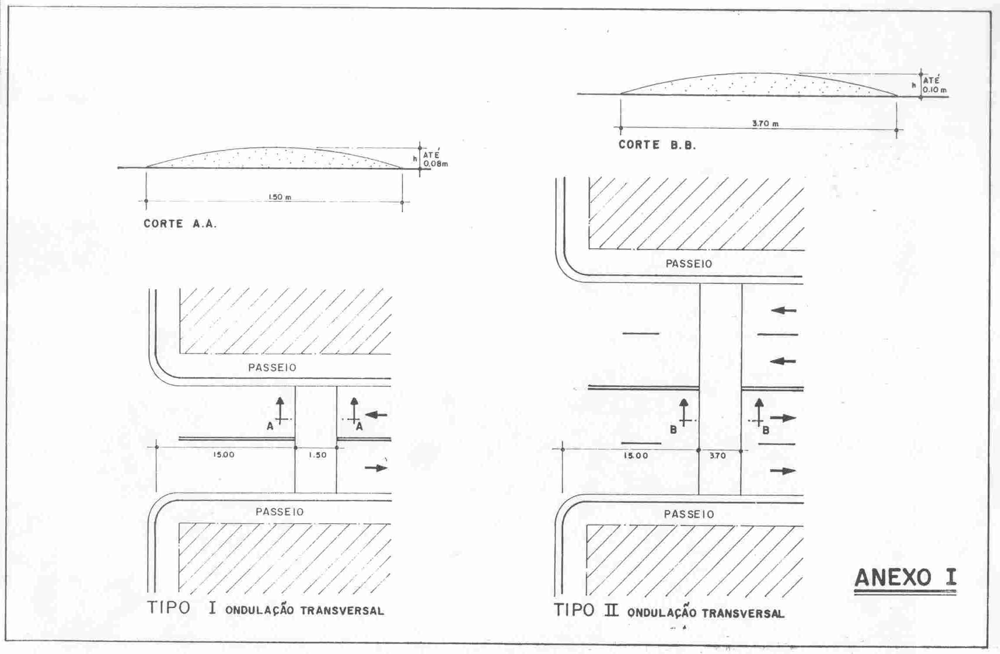 h ATÉ
0.08m
1.50 m
CORTE A.A.
PASSEIO
A A
15.00 1.50
PASSEIO
TIPO I ONDULAÇÃO TRANSVERSAL
h ATÉ
0.10 m
3.70 m
CORTE B.B.
PASSEIO
B B
15.00 3.70
PASSEIO
TIPO II ONDULAÇÃO TRANSVERSAL
ANEXO I